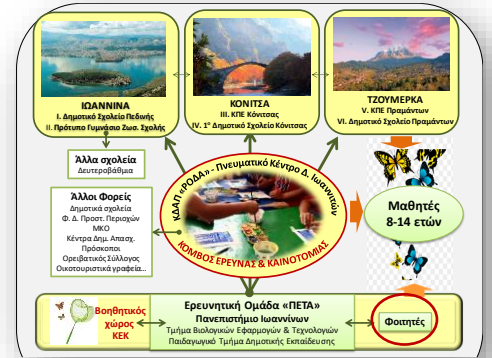 ΙΩΑΝΝΙΝΑ
I. Δημοτικό Σχολείο Πεδινής
II. Πρότυπο Γυμνάσιο Ζωσ. Σχολής
ΚΟΝΙΤΣΑ
III. ΚΠΕ Κόνιτσας
IV. 1ο Δημοτικό Σχολείο Κόνιτσας
ΤΖΟΥΜΕΡΚΑ
V. ΚΠΕ Πραμάντων
VI. Δημοτικό Σχολείο Πραμάντων
Άλλα σχολεία
Δευτεροβάθμια
Άλλοι Φορείς
Δημοτικά σχολεία
Φ. Δ. Προστ. Περιοχών
ΜΚΟ
Κέντρα Δημ. Απασχ.
Πρόσκοποι
Ορειβατικός Σύλλογος
Οικοτουριστικά γραφεία...
ΚΔΑΠ «ΡΟΔΑ» - Πνευματικό Κέντρο Δ. Ιωαννιτών
ΚΟΜΒΟΣ ΕΡΕΥΝΑΣ & ΚΑΙΝΟΤΟΜΙΑΣ
Μαθητές
8-14 ετών
Βοηθητικός
χώρος
ΚΕΚ
Ερευνητική Ομάδα «ΠΕΤΑ»
Πανεπιστήμιο Ιωαννίνων
Τμήμα Βιολογικών Εφαρμογών & Τεχνολογιών
Παιδαγωγικό Τμήμα Δημοτικής Εκπαίδευσης
Φοιτητές